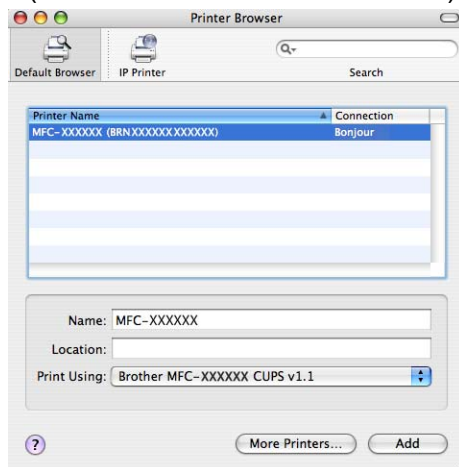 Printer Browser
Default Browser IP Printer Search
Printer Name Connection
MFC-XXXXXX (BRNXXXXXXXXXXXX) Bonjour
Name: MFC-XXXXXX
Location:
Print Using: Brother MFC-XXXXXX CUPS v1.1
? More Printers... Add